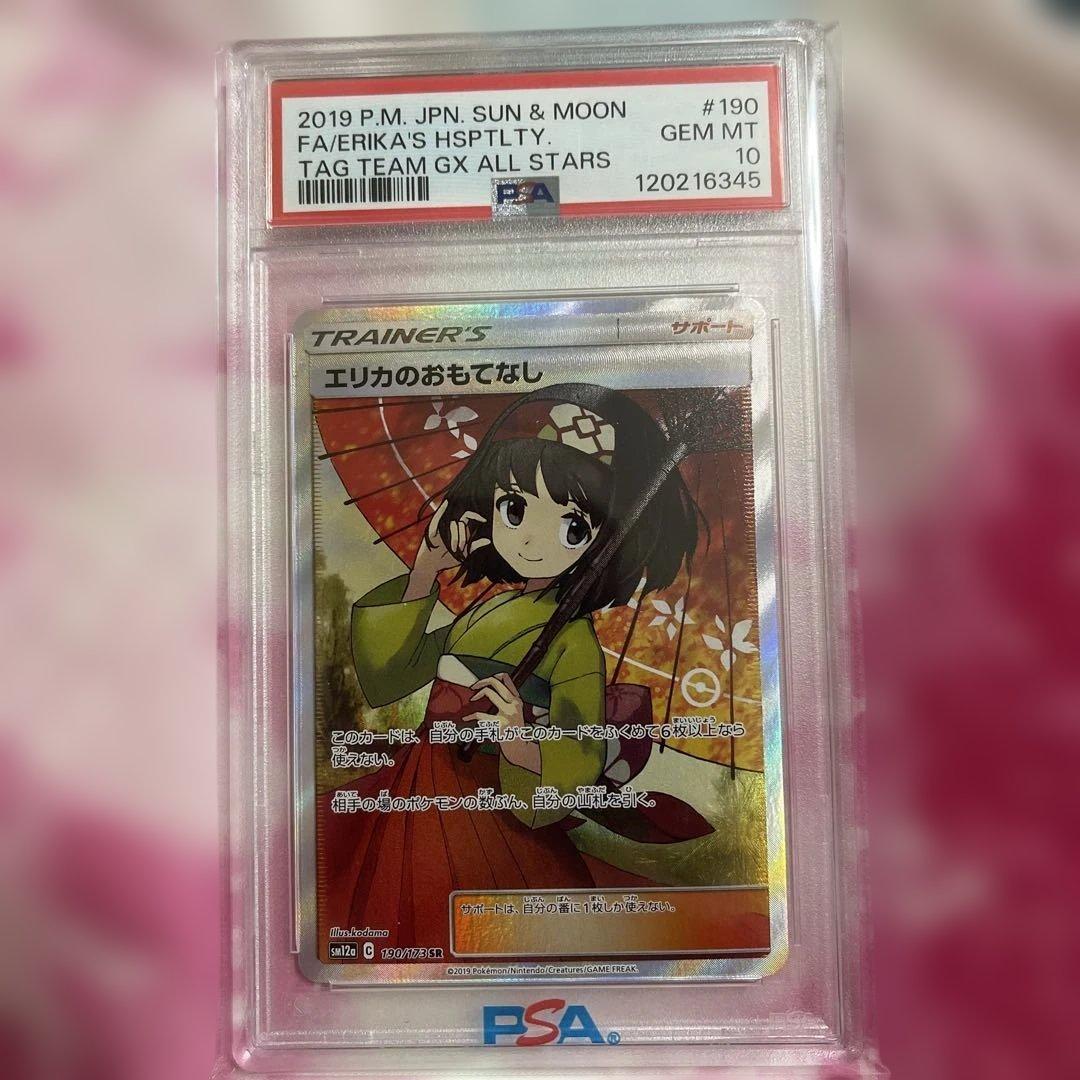 2019 P.M. JPN. SUN & MOON #190
FA/ERIKA'S HSPTLTY. GEM MT
TAG TEAM GX ALL STARS 10
120216345
PSA
TRAINER'S サポート
エリカのおもてなし
このカードは、自分の手札がこのカードをふくめて6枚以上なら
使えない。
相手の場のポケモンの数ぶん、自分の山札を引く。
サポートは、自分の番に1枚しか使えない。
Illus.kodama
SM12a C 190/173 SR
©2019 Pokémon/Nintendo/Creatures/GAME FREAK.
PSA®